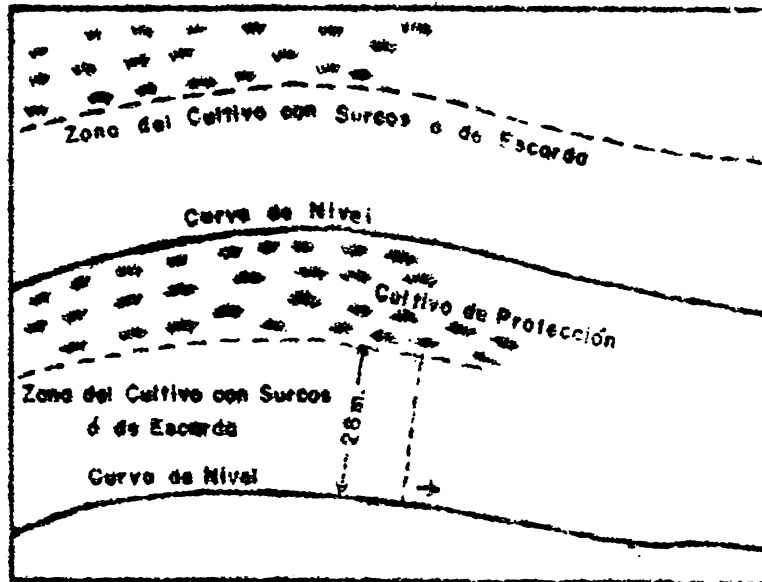 Zona del Cultivo con Surcos ó de Escarda
Curva de Nivel
Cultivo de Protección
Zona del Cultivo con Surcos
ó de Escarda
28 m.
Curva de Nivel